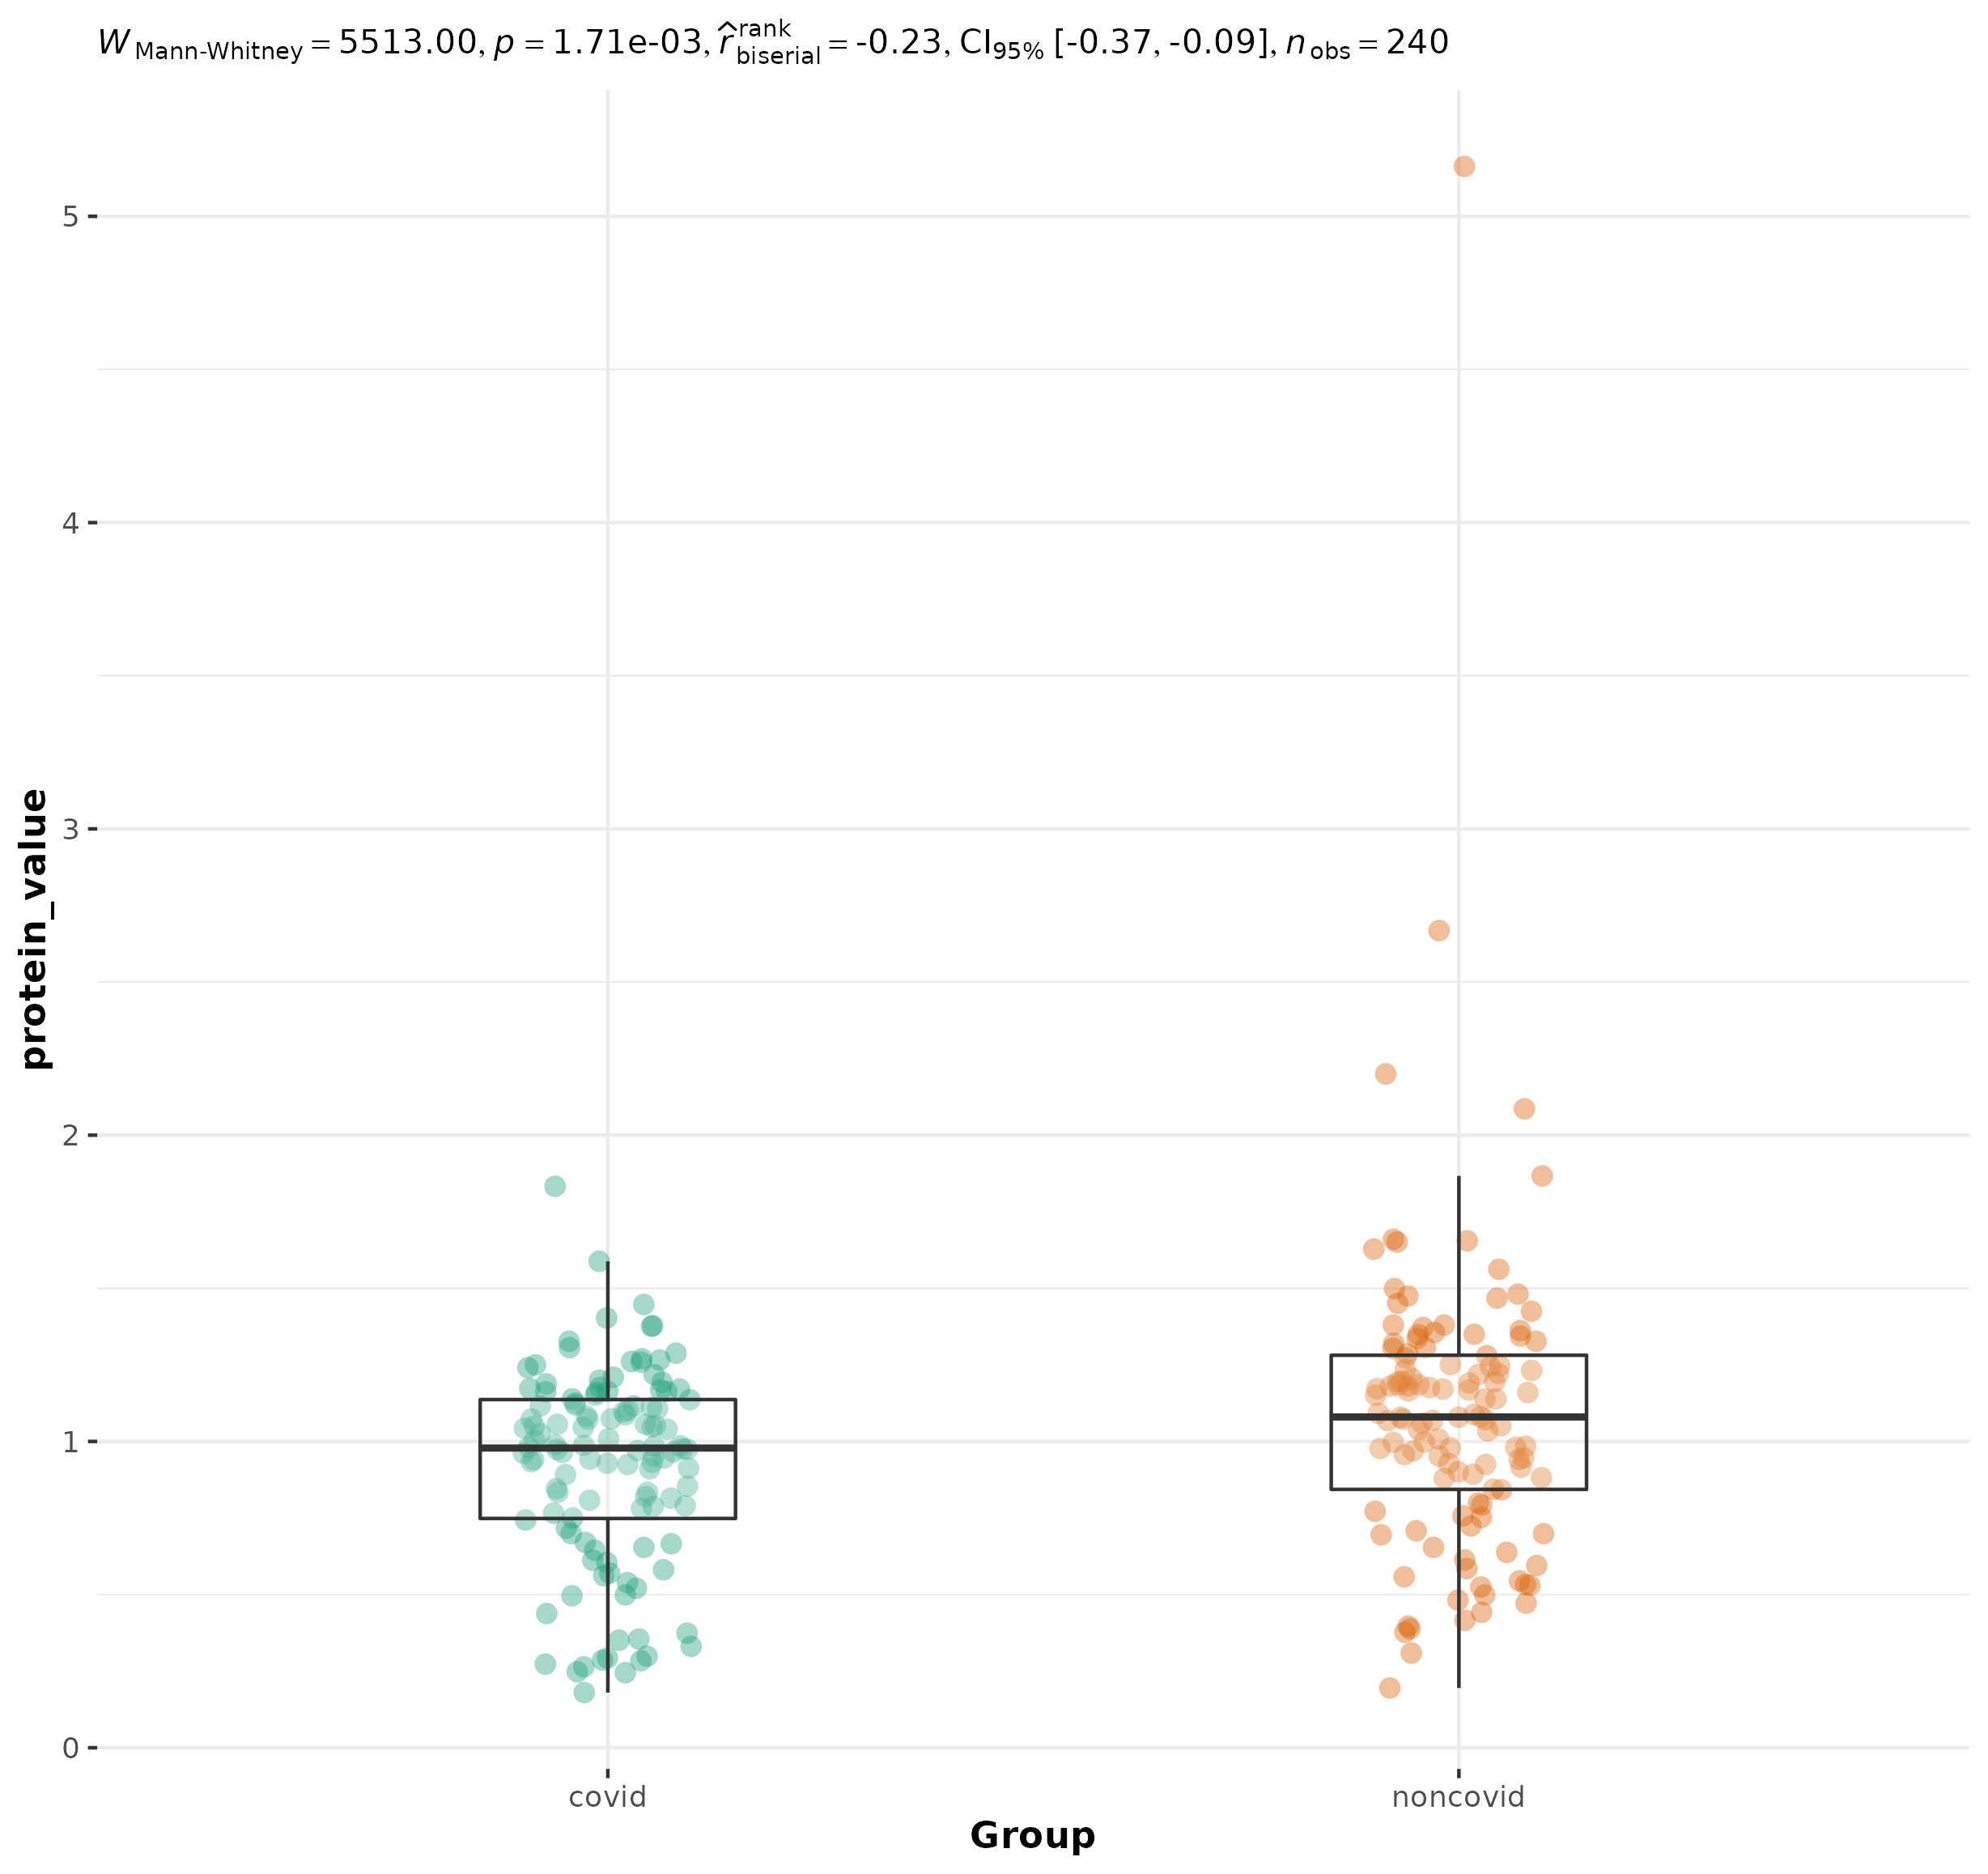 W Mann-Whitney = 5513.00, p = 1.71e-03, r̂ rank biserial = -0.23, CI95% [-0.37, -0.09], n obs = 240
5
4
3
2
1
0
protein_value
covid noncovid
Group